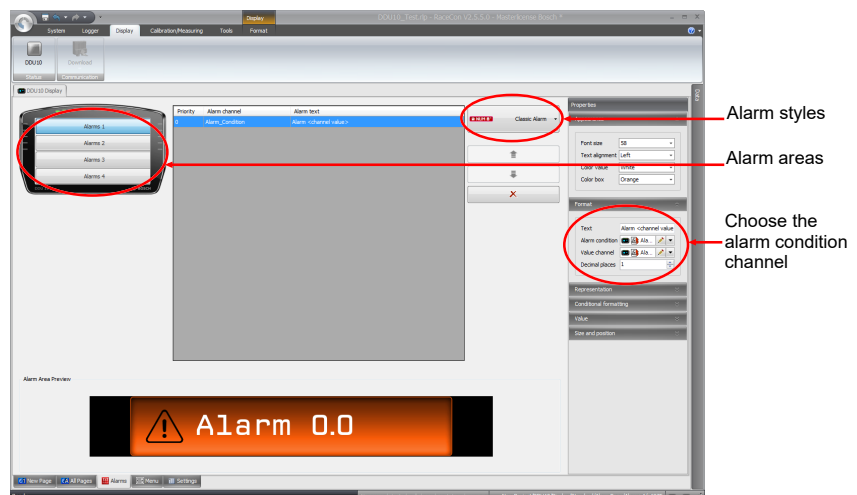 Display
DDU10_Test.rtp - RaceCon V2.5.5.0 - Masterlicense Bosch *
System Logger Display Calibration/Measuring Tools Format
DDU10 Download
Status Communication
DDU10 Display
Data
Priority Alarm channel Alarm text
0 Alarm_Condition Alarm <channel value>
Alarms 1
Alarms 2
Alarms 3
Alarms 4
BOSCH
Classic Alarm
Properties
Font size 58
Text alignment Left
Color value White
Color box Orange
Format
Text Alarm <channel value
Alarm condition Ala...
Value channel Ala...
Decimal places 1
Representation
Conditional formatting
Value
Size and position
Alarm styles
Alarm areas
Choose the
alarm condition
channel
Alarm Area Preview
Alarm 0.0
New Page All Pages Alarms Menu Settings